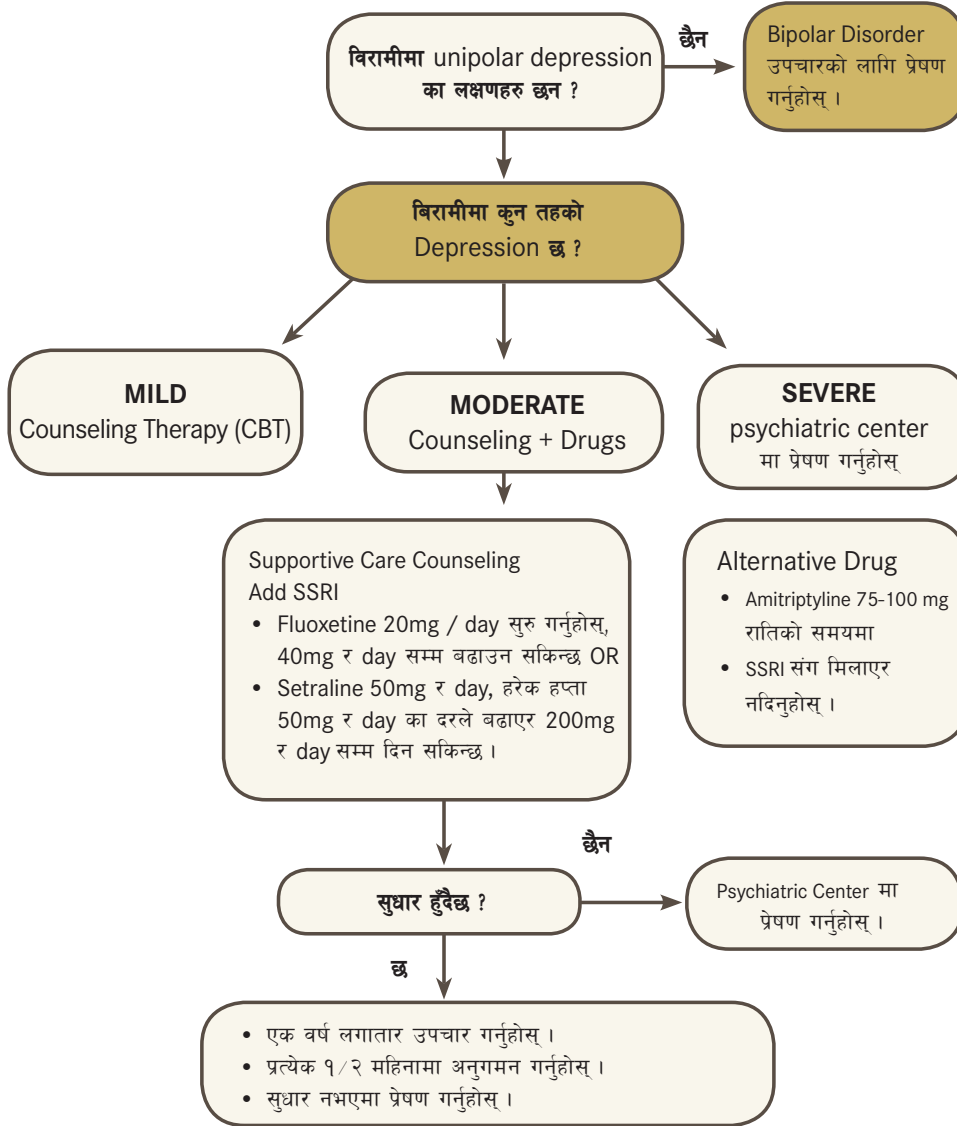 विरामीमा unipolar depression
का लक्षणहरु छन ?
छैन
Bipolar Disorder
उपचारको लागि प्रेषण
गर्नुहोस् ।
बिरामीमा कुन तहको
Depression छ ?
MILD
Counseling Therapy (CBT)
MODERATE
Counseling + Drugs
SEVERE
psychiatric center
मा प्रेषण गर्नुहोस्
Supportive Care Counseling
Add SSRI
• Fluoxetine 20mg / day सुरु गर्नुहोस्,
40mg र day सम्म बढाउन सकिन्छ OR
• Setraline 50mg र day, हरेक हप्ता
50mg र day का दरले बढाएर 200mg
र day सम्म दिन सकिन्छ ।
Alternative Drug
• Amitriptyline 75-100 mg
रातिको समयमा
• SSRI संग मिलाएर
नदिनुहोस् ।
सुधार हुँदैछ ?
छैन
Psychiatric Center मा
प्रेषण गर्नुहोस् ।
छ
• एक वर्ष लगातार उपचार गर्नुहोस् ।
• प्रत्येक १/२ महिनामा अनुगमन गर्नुहोस् ।
• सुधार नभएमा प्रेषण गर्नुहोस् ।